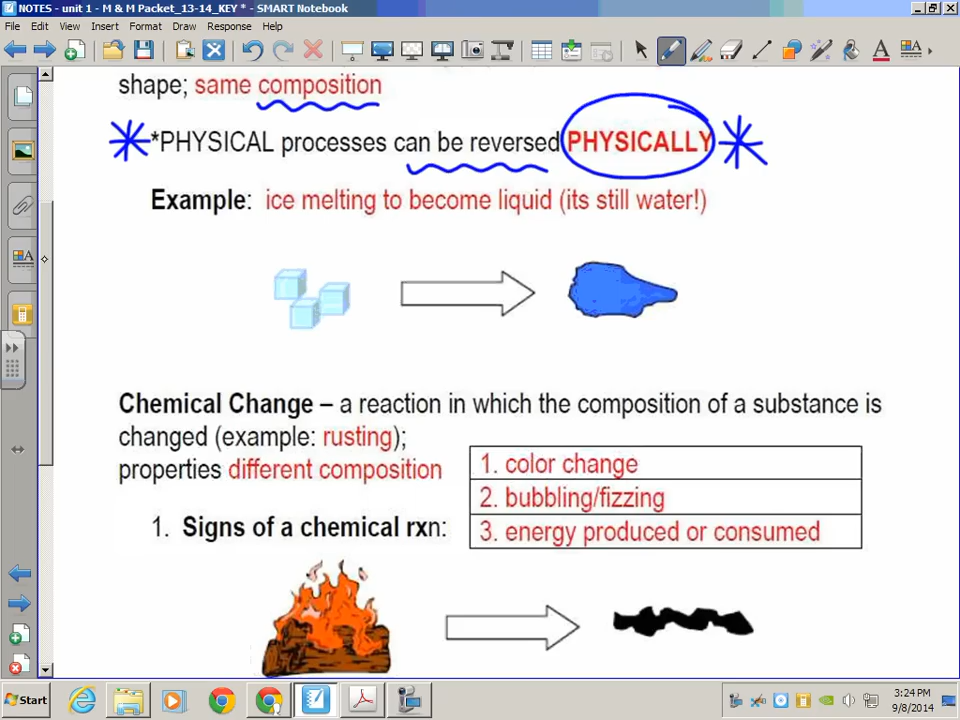 NOTES - unit 1 - M & M Packet_13-14_KEY * - SMART Notebook
File Edit View Insert Format Draw Response Help
shape; same composition
*PHYSICAL processes can be reversed PHYSICALLY
Example: ice melting to become liquid (its still water!)
Chemical Change – a reaction in which the composition of a substance is
changed (example: rusting);
properties different composition
1. color change
2. bubbling/fizzing
3. energy produced or consumed
1. Signs of a chemical rxn:
Start
3:24 PM
9/8/2014